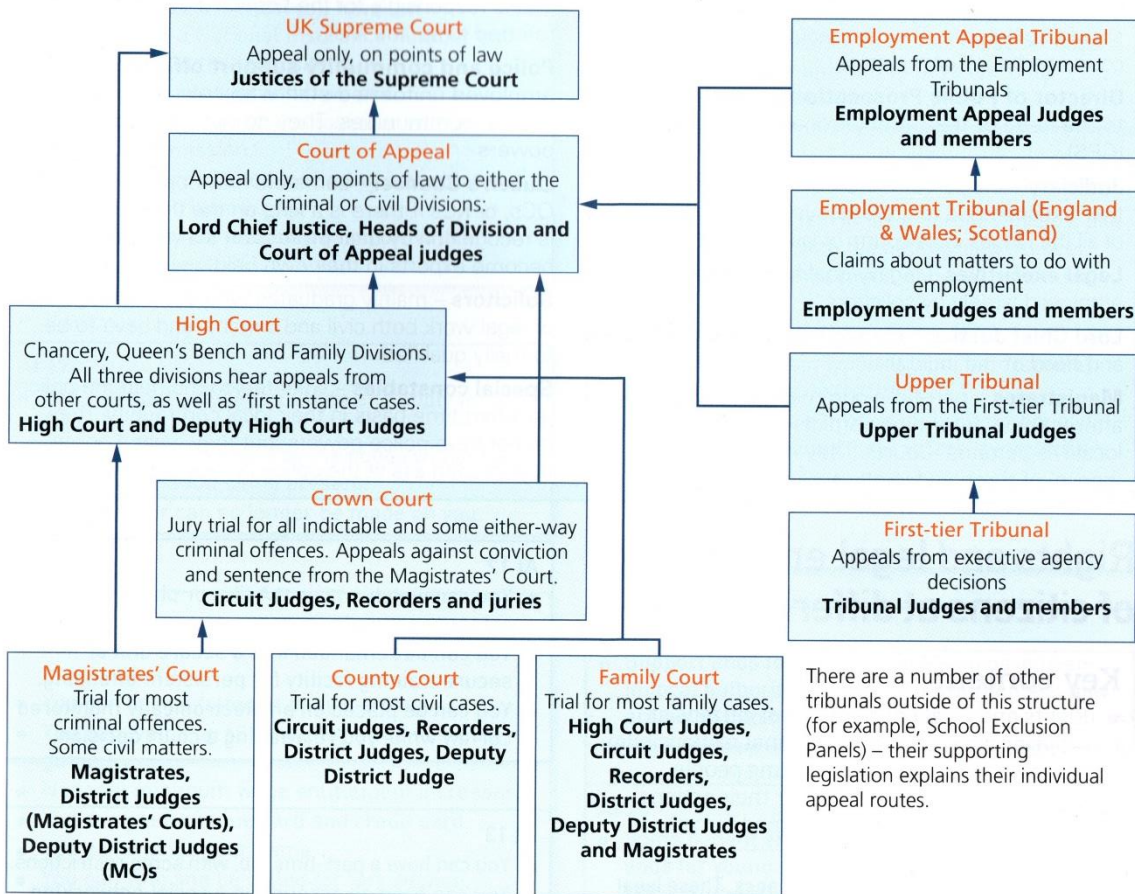 UK Supreme Court
Appeal only, on points of law
Justices of the Supreme Court
Court of Appeal
Appeal only, on points of law to either the
Criminal or Civil Divisions:
Lord Chief Justice, Heads of Division and
Court of Appeal judges
High Court
Chancery, Queen's Bench and Family Divisions.
All three divisions hear appeals from
other courts, as well as 'first instance' cases.
High Court and Deputy High Court Judges
Crown Court
Jury trial for all indictable and some either-way
criminal offences. Appeals against conviction
and sentence from the Magistrates' Court.
Circuit Judges, Recorders and juries
Magistrates' Court
Trial for most
criminal offences.
Some civil matters.
Magistrates,
District Judges
(Magistrates' Courts),
Deputy District Judges
(MC)s
County Court
Trial for most civil cases.
Circuit judges, Recorders,
District Judges, Deputy
District Judge
Family Court
Trial for most family cases.
High Court Judges,
Circuit Judges,
Recorders,
District Judges,
Deputy District Judges
and Magistrates
Employment Appeal Tribunal
Appeals from the Employment
Tribunals
Employment Appeal Judges
and members
Employment Tribunal (England
& Wales; Scotland)
Claims about matters to do with
employment
Employment Judges and members
Upper Tribunal
Appeals from the First-tier Tribunal
Upper Tribunal Judges
First-tier Tribunal
Appeals from executive agency
decisions
Tribunal Judges and members
There are a number of other
tribunals outside of this structure
(for example, School Exclusion
Panels) – their supporting
legislation explains their individual
appeal routes.